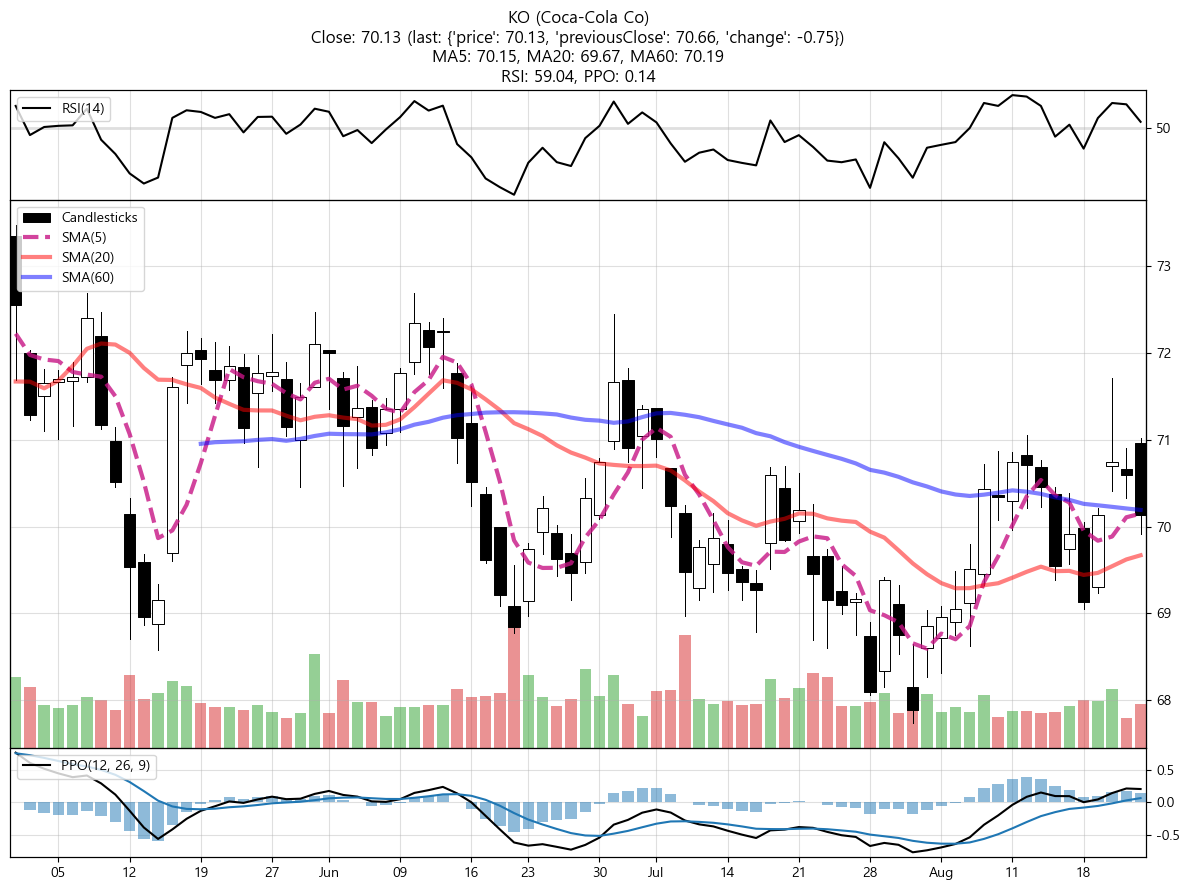 KO (Coca-Cola Co)
Close: 70.13 (last: {'price': 70.13, 'previousClose': 70.66, 'change': -0.75})
MA5: 70.15, MA20: 69.67, MA60: 70.19
RSI: 59.04, PPO: 0.14
RSI(14)
50
Candlesticks
SMA(5)
SMA(20)
SMA(60)
73
72
71
70
69
68
PPO(12, 26, 9)
0.5
0.0
-0.5
05 12 19 27 Jun 09 16 23 30 Jul 14 21 28 Aug 11 18